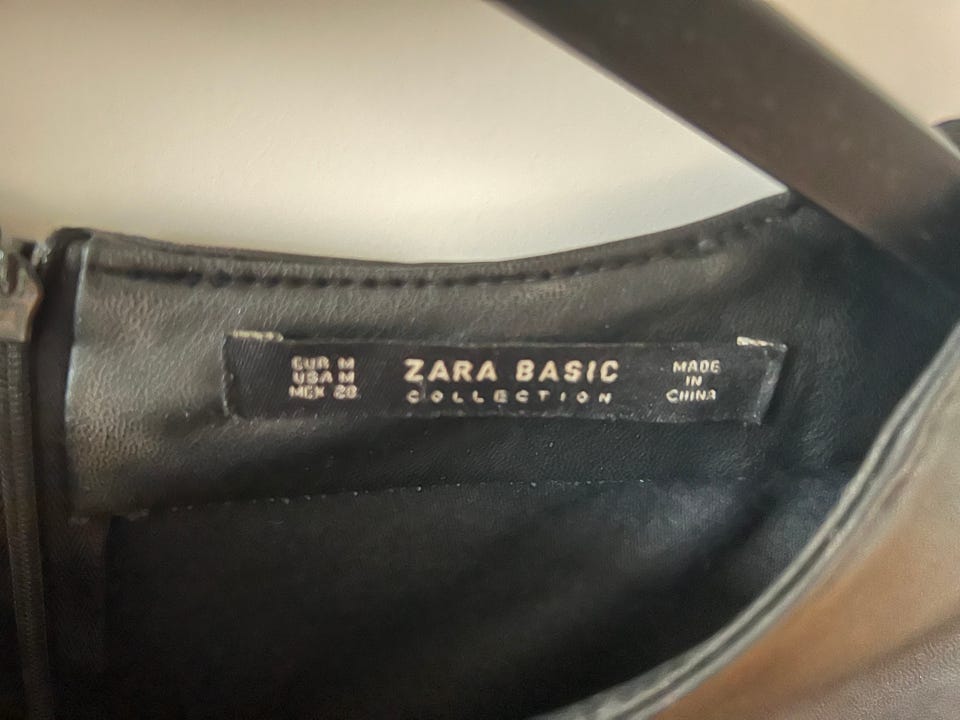 EUR M
USA M
MEX 28
ZARA BASIC
COLLECTION
MADE
IN
CHINA